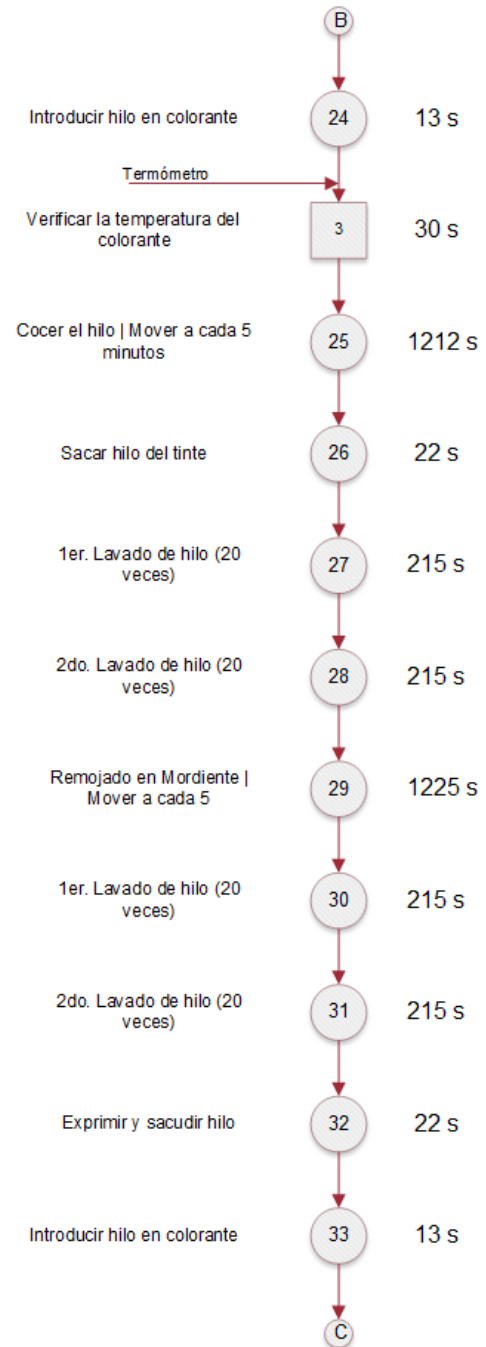 B
Introducir hilo en colorante
24
13 s
Termómetro
Verificar la temperatura del
colorante
3
30 s
Cocer el hilo | Mover a cada 5
minutos
25
1212 s
Sacar hilo del tinte
26
22 s
1er. Lavado de hilo (20
veces)
27
215 s
2do. Lavado de hilo (20
veces)
28
215 s
Remojado en Mordiente |
Mover a cada 5
29
1225 s
1er. Lavado de hilo (20
veces)
30
215 s
2do. Lavado de hilo (20
veces)
31
215 s
Exprimir y sacudir hilo
32
22 s
Introducir hilo en colorante
33
13 s
C